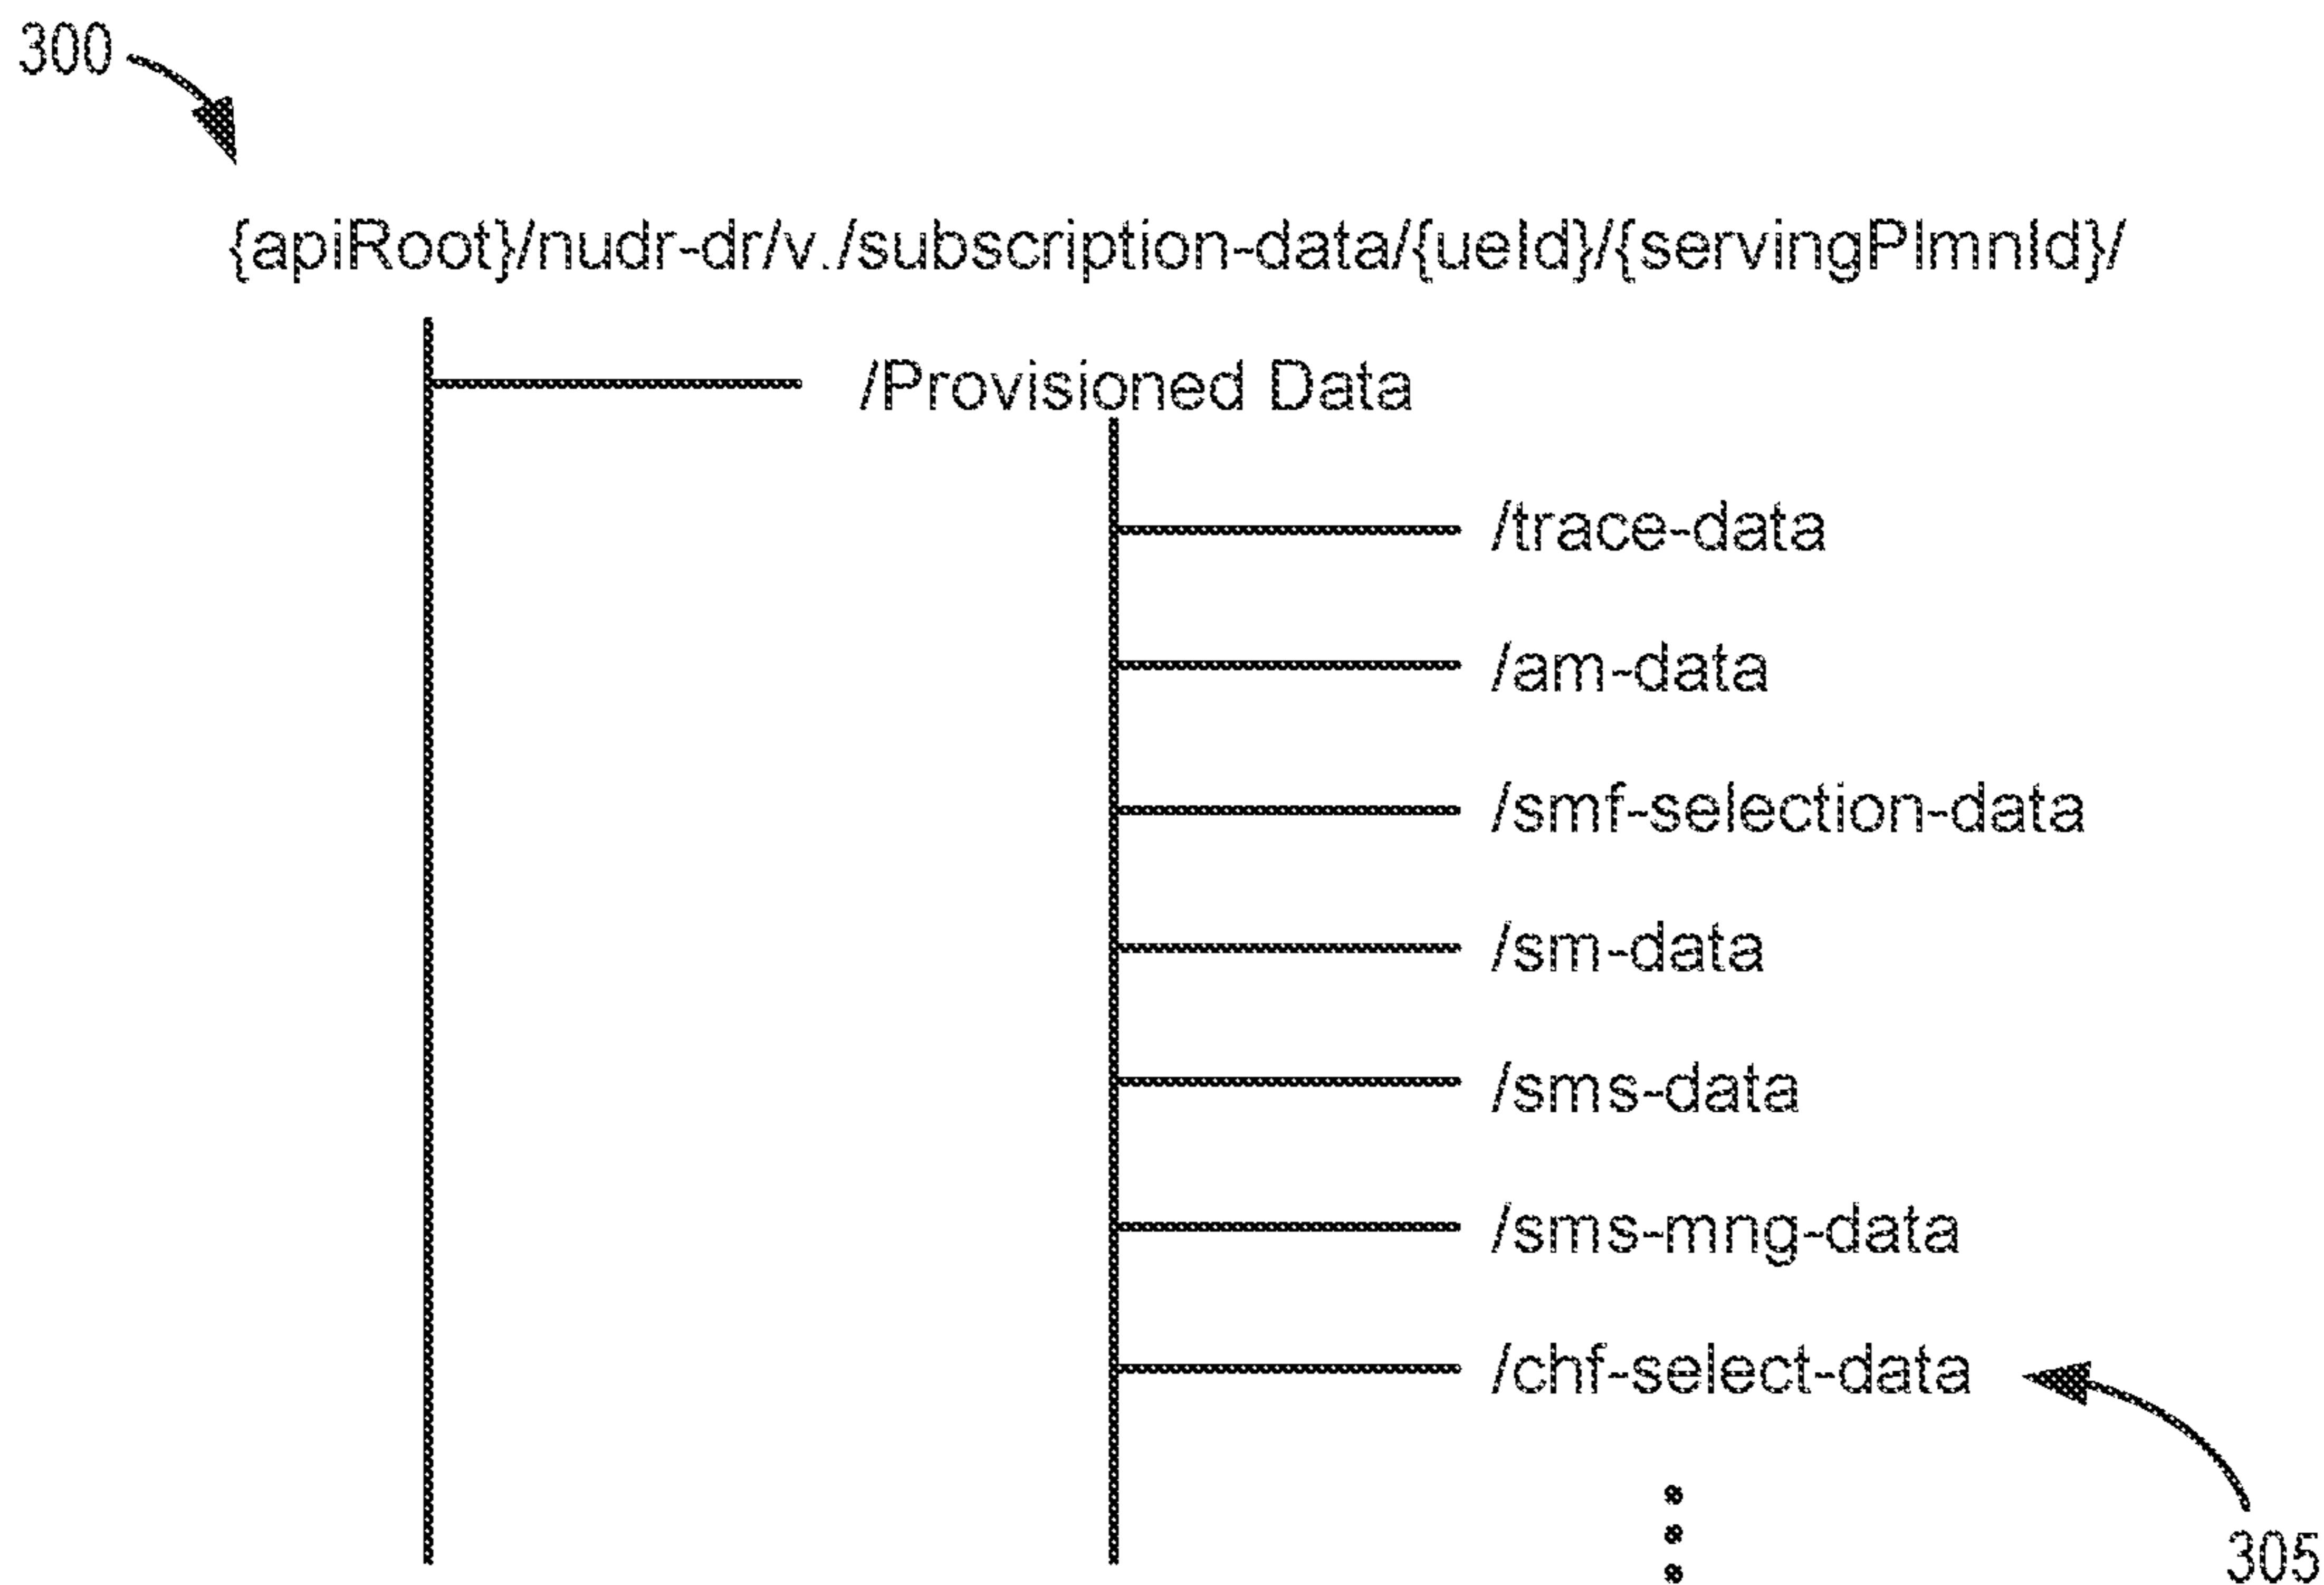 300
{apiRoot}/nudr-dr/v./subscription-data/{ueId}/{servingPlmnId}/
/Provisioned Data
/trace-data
/am-data
/smf-selection-data
/sm-data
/sms-data
/sms-mng-data
/chf-select-data
305